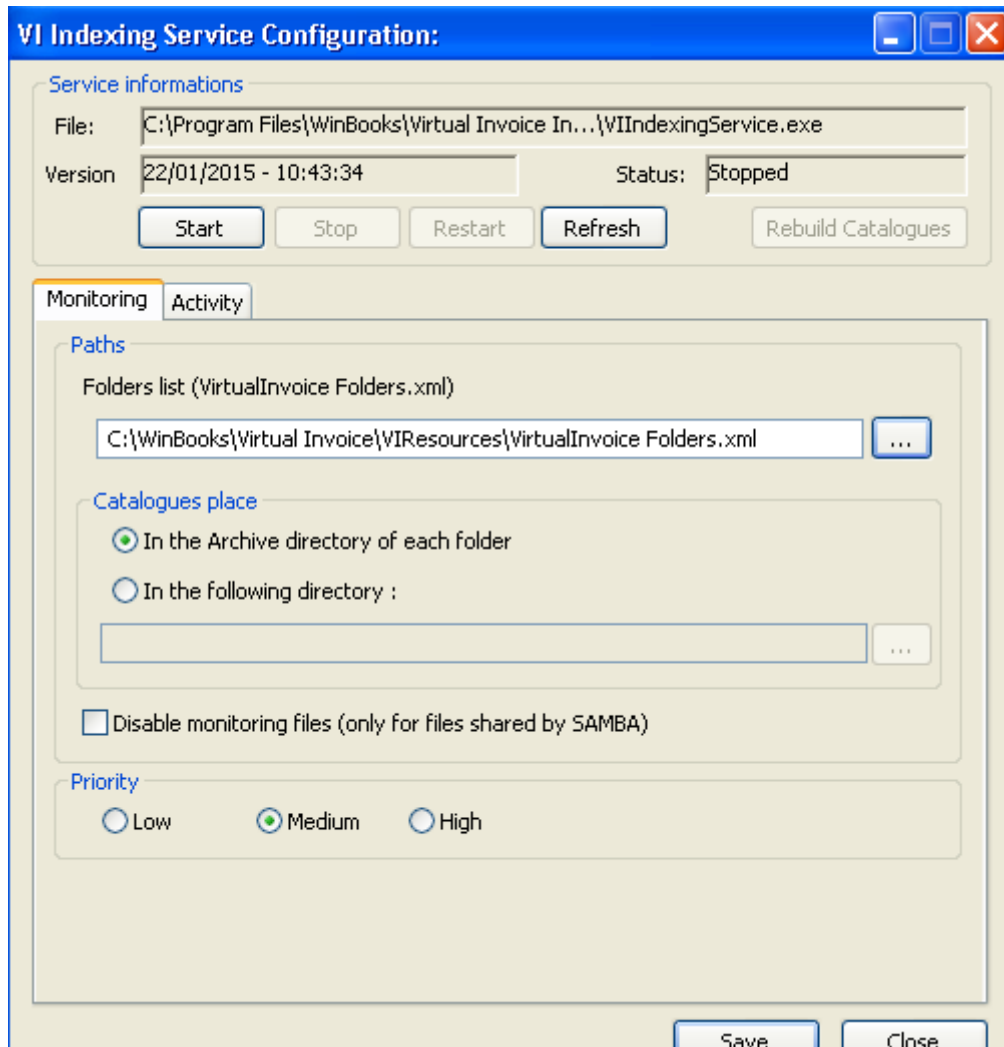 VI Indexing Service Configuration:
Service informations
File: C:\Program Files\WinBooks\Virtual Invoice In...\VIIndexingService.exe
Version 22/01/2015 - 10:43:34 Status: Stopped
Start Stop Restart Refresh Rebuild Catalogues
Monitoring Activity
Paths
Folders list (VirtualInvoice Folders.xml)
C:\WinBooks\Virtual Invoice\VIResources\VirtualInvoice Folders.xml ...
Catalogues place
In the Archive directory of each folder
In the following directory :
...
Disable monitoring files (only for files shared by SAMBA)
Priority
Low Medium High
Save Close